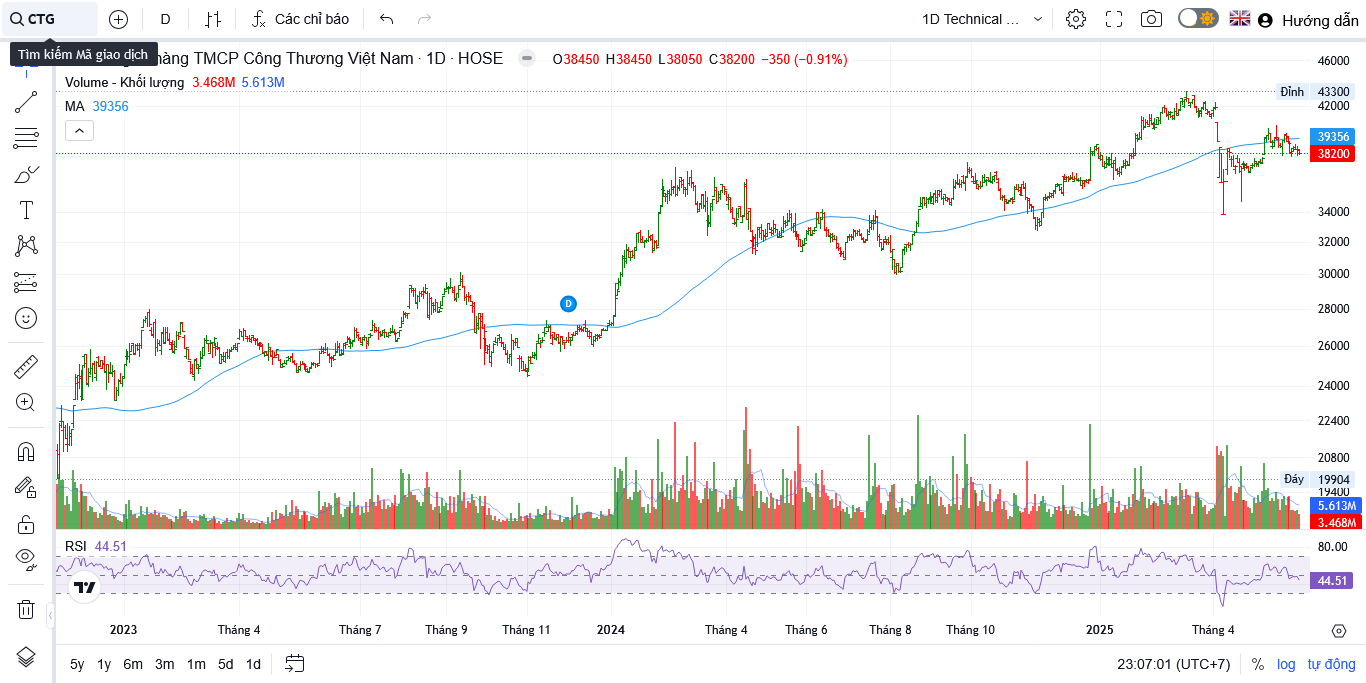 CTG
D
Các chỉ báo
1D Technical ...
Hướng dẫn
Tìm kiếm Mã giao dịch
hàng TMCP Công Thương Việt Nam · 1D · HOSE
O38450 H38450 L38050 C38200 −350 (−0.91%)
Volume - Khối lượng 3.468M 5.613M
MA 39356
46000
Đỉnh 43300
42000
39356
38200
34000
32000
30000
D
28000
26000
24000
22400
20800
Đáy 19904
19400
5.613M
3.468M
RSI 44.51
80.00
44.51
2023 Tháng 4 Tháng 7 Tháng 9 Tháng 11 2024 Tháng 4 Tháng 6 Tháng 8 Tháng 10 2025 Tháng 4
5y 1y 6m 3m 1m 5d 1d
23:07:01 (UTC+7) % log tự động